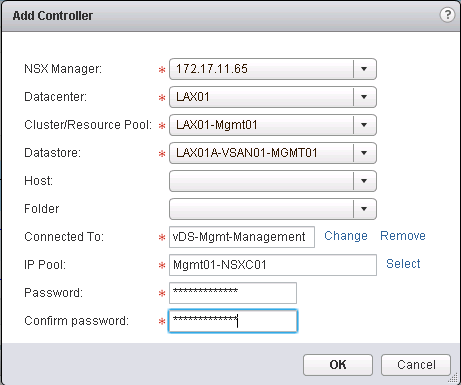 Add Controller ?
NSX Manager: * 172.17.11.65
Datacenter: * LAX01
Cluster/Resource Pool: * LAX01-Mgmt01
Datastore: * LAX01A-VSAN01-MGMT01
Host:
Folder
Connected To: * vDS-Mgmt-Management Change Remove
IP Pool: * Mgmt01-NSXC01 Select
Password: * *************
Confirm password: * *************
OK Cancel